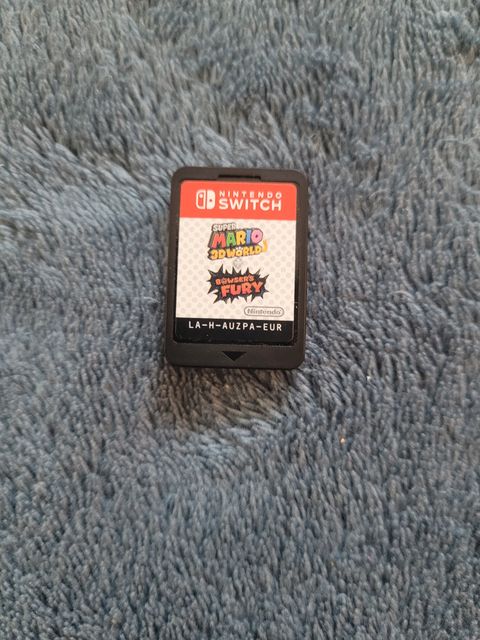 NINTENDO
SWITCH
SUPER
MARIO
3D WORLD
BOWSER'S
FURY
Nintendo
LA-H-AUZPA-EUR